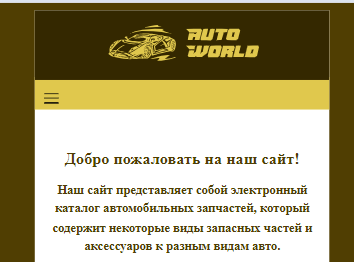 AUTO
WORLD
Добро пожаловать на наш сайт!
Наш сайт представляет собой электронный
каталог автомобильных запчастей, который
содержит некоторые виды запасных частей и
аксессуаров к разным видам авто.